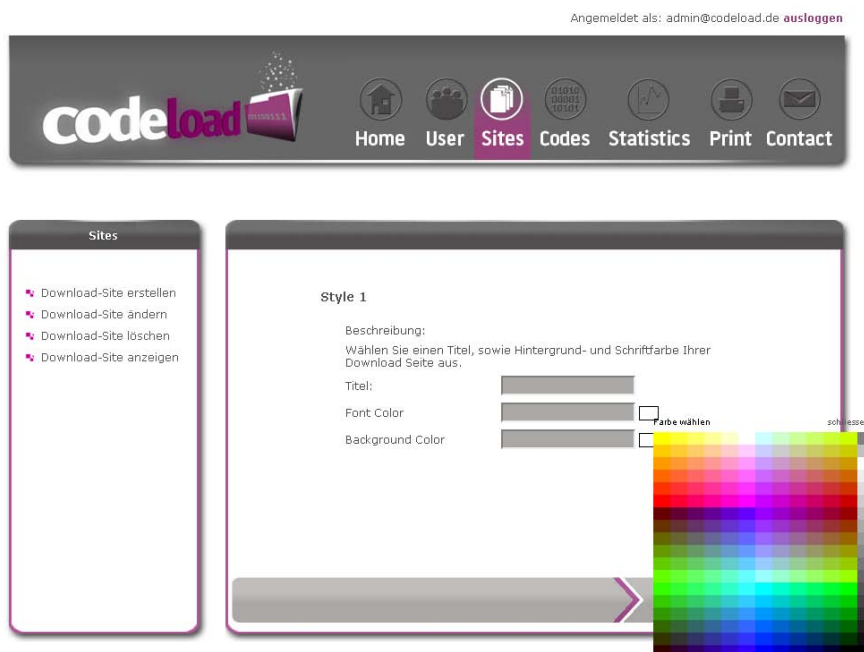 Angemeldet als: admin@codeload.de ausloggen
codeload
Home User Sites Codes Statistics Print Contact
Sites
Download-Site erstellen
Download-Site ändern
Download-Site löschen
Download-Site anzeigen
Style 1
Beschreibung:
Wählen Sie einen Titel, sowie Hintergrund- und Schriftfarbe Ihrer
Download Seite aus.
Titel:
Font Color
Background Color
Farbe wählen